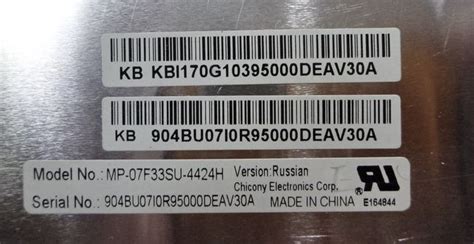 KB KBI170G10395000DEAV30A
KB 904BU07I0R95000DEAV30A
Model No.: MP-07F33SU-4424H Version:Russian
Chicony Electronics Corp.
Serial No.: 904BU07I0R95000DEAV30A MADE IN CHINA E164844